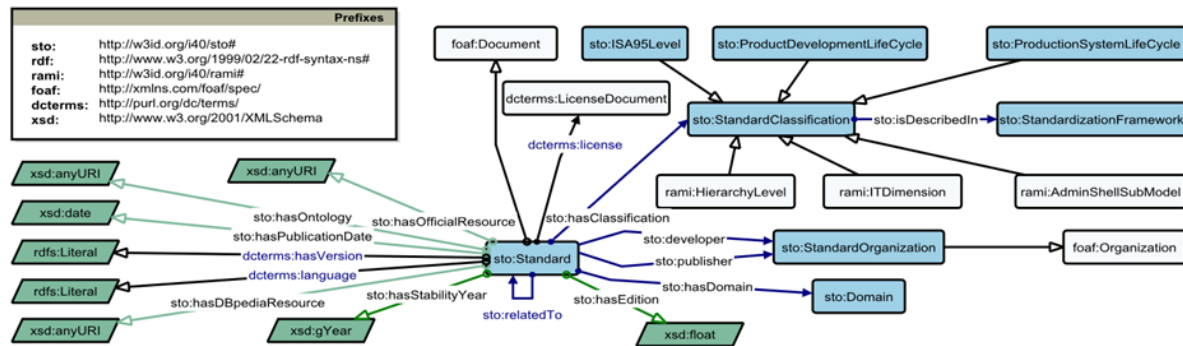 Prefixes
sto: http://w3id.org/i40/sto#
rdf: http://www.w3.org/1999/02/22-rdf-syntax-ns#
rami: http://w3id.org/i40/rami#
foaf: http://xmlns.com/foaf/spec/
dcterms: http://purl.org/dc/terms/
xsd: http://www.w3.org/2001/XMLSchema
foaf:Document
sto:ISA95Level
sto:ProductDevelopmentLifeCycle
sto:ProductionSystemLifeCycle
dcterms:LicenseDocument
sto:StandardClassification
sto:isDescribedIn
sto:StandardizationFramework
dcterms:license
xsd:anyURI
xsd:anyURI
rami:HierarchyLevel
rami:ITDimension
rami:AdminShellSubModel
xsd:date
sto:hasOntology
sto:hasOfficialResource
sto:hasClassification
sto:hasPublicationDate
sto:developer
rdfs:Literal
dcterms:hasVersion
sto:Standard
sto:publisher
sto:StandardOrganization
foaf:Organization
dcterms:language
rdfs:Literal
sto:hasDBpediaResource
sto:hasStabilityYear
sto:hasEdition
sto:hasDomain
sto:Domain
sto:relatedTo
xsd:anyURI
xsd:gYear
xsd:float